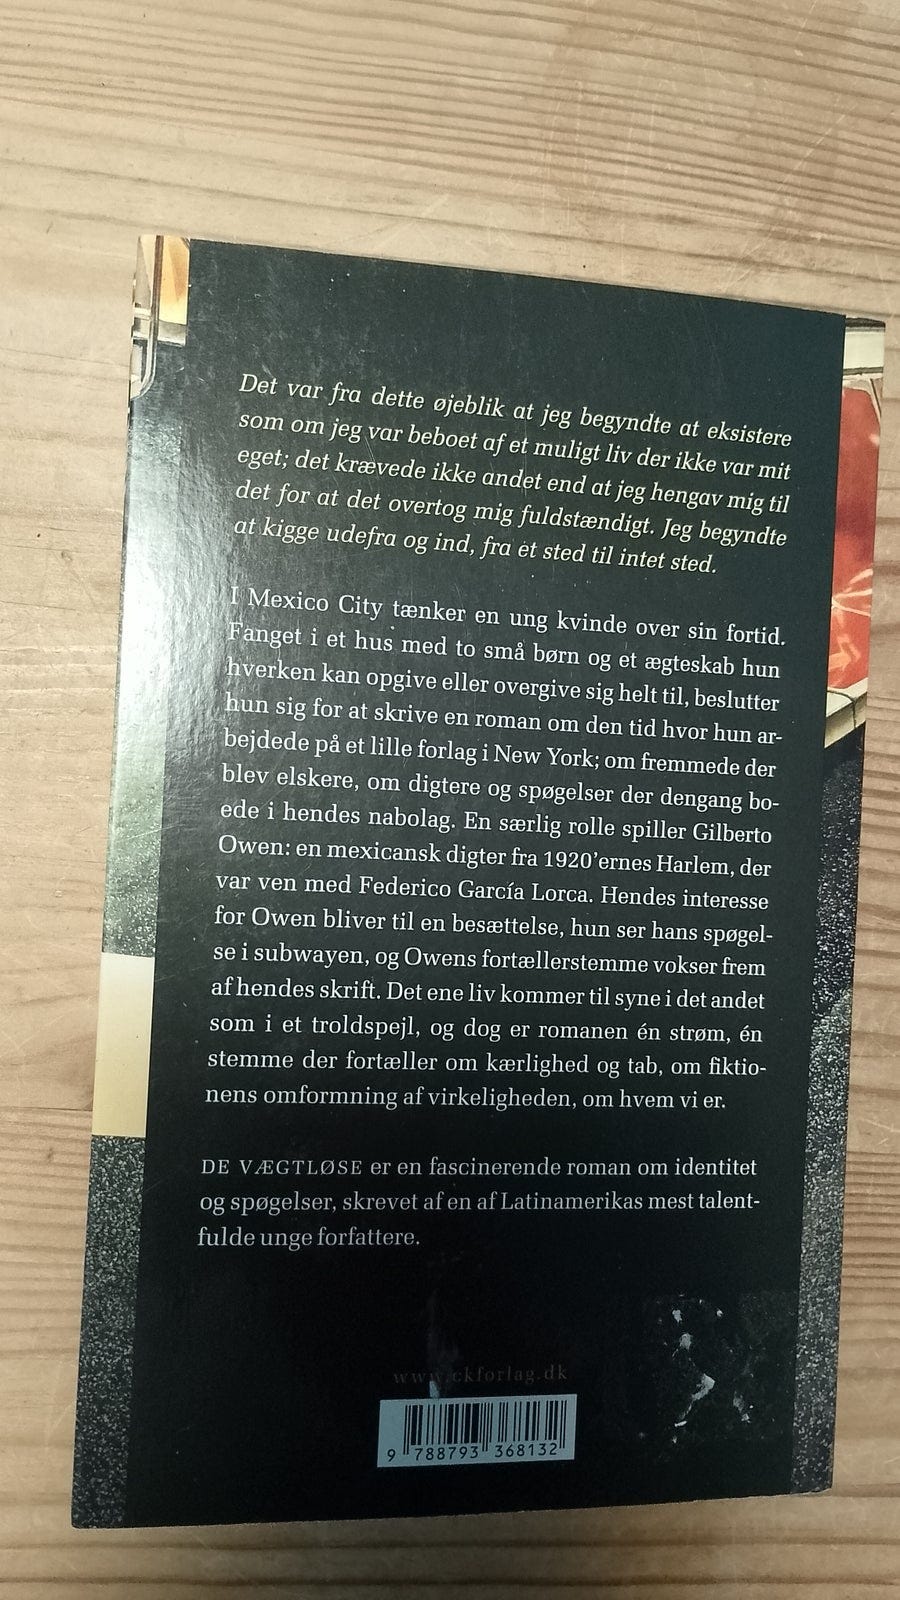 Det var fra dette øjeblik at jeg begyndte at eksistere
som om jeg var beboet af et muligt liv der ikke var mit
eget; det krævede ikke andet end at jeg hengav mig til
det for at det overtog mig fuldstændigt. Jeg begyndte
at kigge udefra og ind, fra et sted til intet sted.
I Mexico City tænker en ung kvinde over sin fortid.
Fanget i et hus med to små børn og et ægteskab hun
hverken kan opgive eller overgive sig helt til, beslutter
hun sig for at skrive en roman om den tid hvor hun ar-
bejdede på et lille forlag i New York; om fremmede der
blev elskere, om digtere og spøgelser der dengang bo-
ede i hendes nabolag. En særlig rolle spiller Gilberto
Owen: en mexicansk digter fra 1920'ernes Harlem, der
var ven med Federico García Lorca. Hendes interesse
for Owen bliver til en besættelse, hun ser hans spøgel-
se i subwayen, og Owens fortællerstemme vokser frem
af hendes skrift. Det ene liv kommer til syne i det andet
som i et troldspejl, og dog er romanen én strøm, én
stemme der fortæller om kærlighed og tab, om fiktio-
nens omformning af virkeligheden, om hvem vi er.
DE VÆGTLØSE er en fascinerende roman om identitet
og spøgelser, skrevet af en af Latinamerikas mest talent-
fulde unge forfattere.
www.ckforlag.dk
9 788793 368132